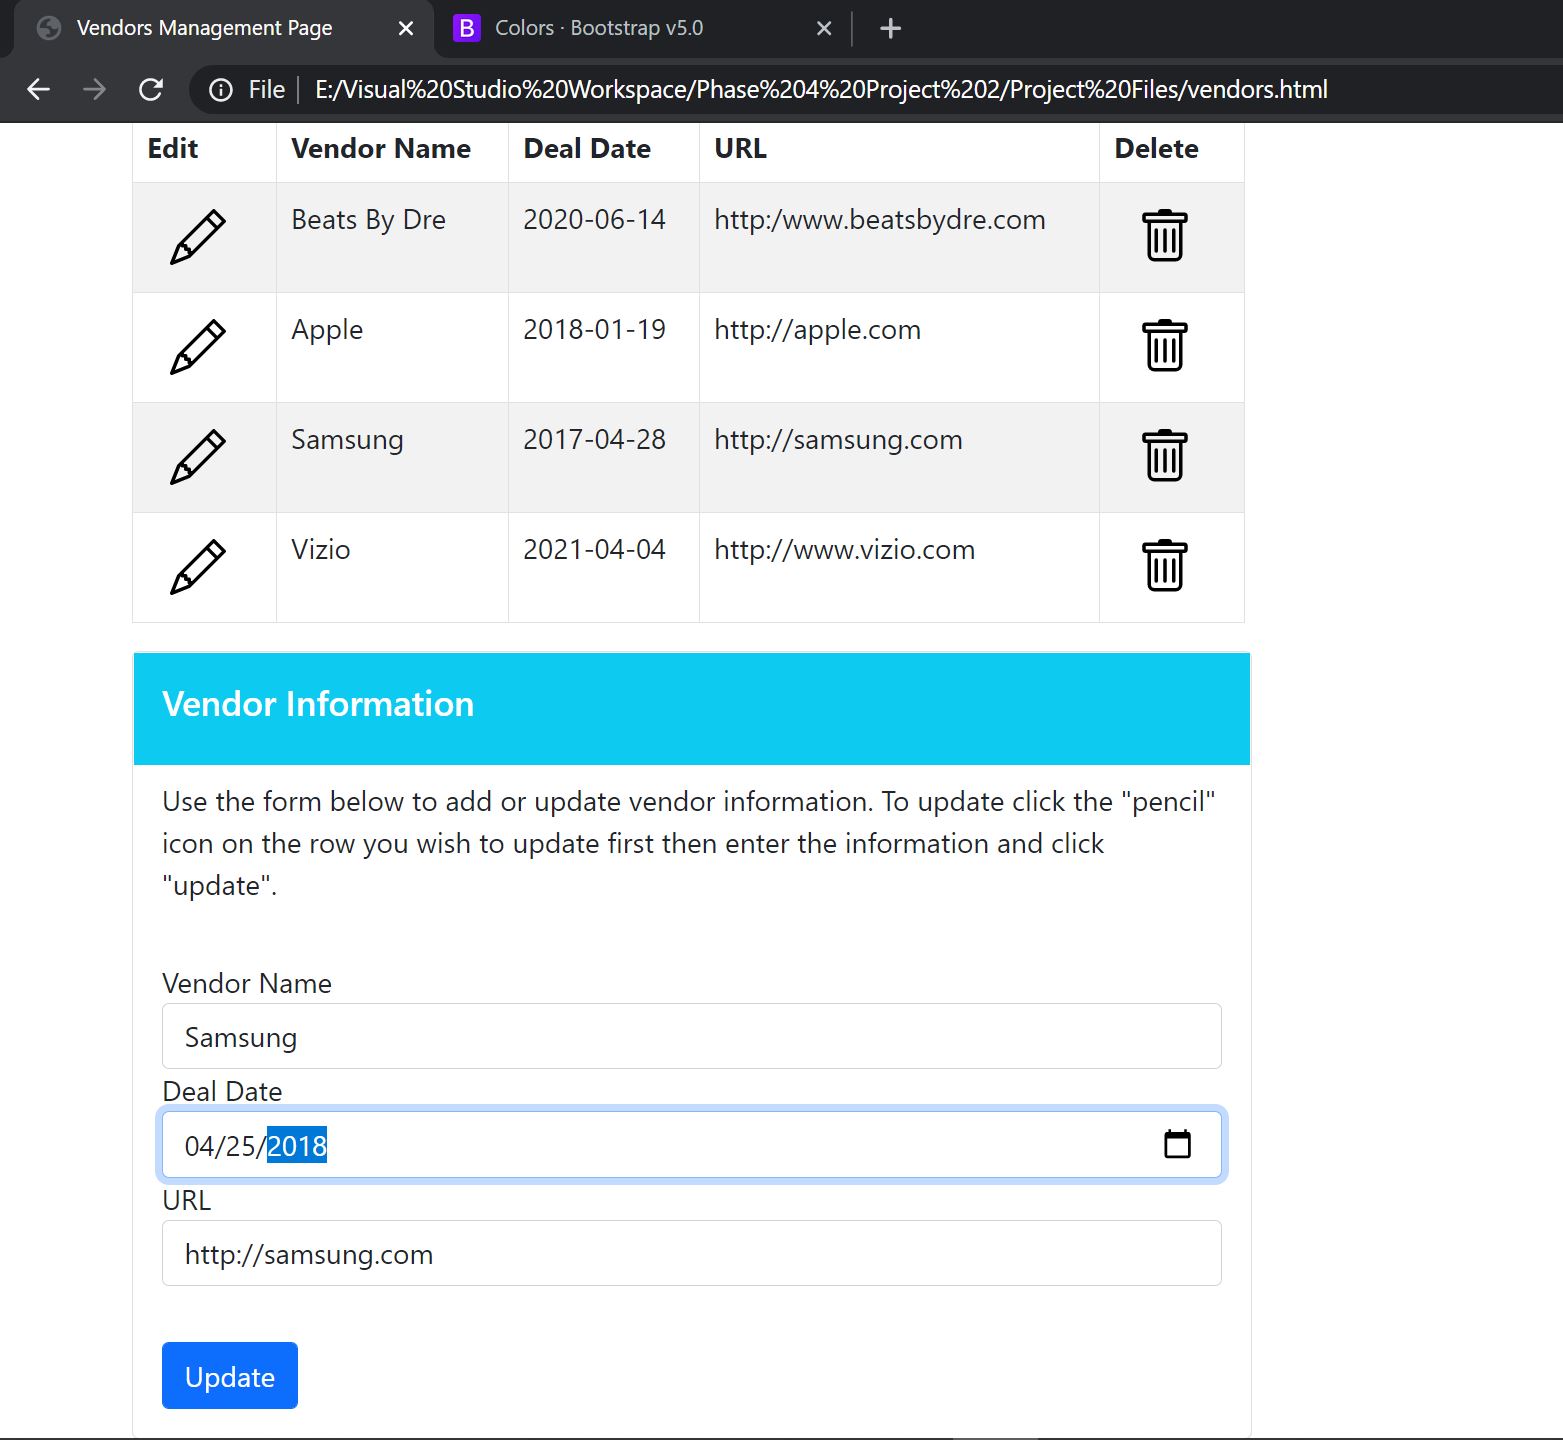 Vendors Management Page
B Colors · Bootstrap v5.0
File E:/Visual%20Studio%20Workspace/Phase%204%20Project%202/Project%20Files/vendors.html
Edit Vendor Name Deal Date URL Delete
Beats By Dre 2020-06-14 http:/www.beatsbydre.com
Apple 2018-01-19 http://apple.com
Samsung 2017-04-28 http://samsung.com
Vizio 2021-04-04 http://www.vizio.com
Vendor Information
Use the form below to add or update vendor information. To update click the "pencil"
icon on the row you wish to update first then enter the information and click
"update".
Vendor Name
Samsung
Deal Date
04/25/2018
URL
http://samsung.com
Update